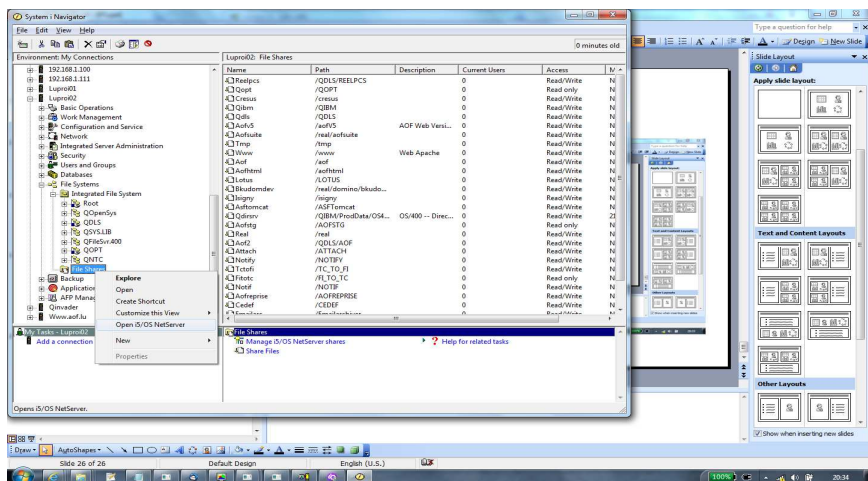 System i Navigator
File Edit View Help
0 minutes old
Environment: My Connections
Luproi02: File Shares
192.168.1.100
192.168.1.111
Luproi01
Luproi02
Basic Operations
Work Management
Configuration and Service
Network
Integrated Server Administration
Security
Users and Groups
Databases
File Systems
Integrated File System
Root
QOpenSys
QDLS
QSYS.LIB
QFileSvr.400
QOPT
QNTC
File Shares
Backup
Application
AFP Manag
Qinvader
Www.aof.lu
Name Path Description Current Users Access
Reelpcs /QDLS/REELPCS 0 Read/Write
Qopt /QOPT 0 Read only
Cresus /cresus 0 Read/Write
Qibm /QIBM 0 Read/Write
Qdls /QDLS 0 Read/Write
Aofv5 /aofV5 AOF Web Versi... 0 Read/Write
Aofsuite /real/aofsuite 0 Read/Write
Tmp /tmp 0 Read/Write
Www /www Web Apache 0 Read/Write
Aof /aof 0 Read/Write
Aofhtml /aofhtml 0 Read/Write
Lotus /LOTUS 0 Read/Write
Bkudomdev /real/domino/bkudo... 0 Read/Write
Isigny /isigny 0 Read/Write
Asftomcat /ASFTomcat 0 Read/Write
Qdirsrv /QIBM/ProdData/OS4... OS/400 -- Direc... 0 Read/Write
Aofstg /AOFSTG 0 Read only
Real /real 0 Read/Write
Aof2 /QDLS/AOF 0 Read/Write
Attach /ATTACH 0 Read/Write
Notify /NOTIFY 0 Read/Write
Tctofi /TC_TO_FI 0 Read/Write
Fitotc /FI_TO_TC 0 Read only
Notif /NOTIF 0 Read/Write
Aofreprise /AOFREPRISE 0 Read/Write
Cedef /CEDEF 0 Read/Write
Explore
Open
Create Shortcut
Customize this View
Open i5/OS NetServer
New
Properties
My Tasks - Luproi02
Add a connection
File Shares
Manage i5/OS NetServer shares
Help for related tasks
Share Files
Opens i5/OS NetServer.
Type a question for help
Design New Slide
Slide Layout
Apply slide layout:
Text and Content Layouts
Other Layouts
Show when inserting new slides
Draw AutoShapes
Slide 26 of 26 Default Design English (U.S.)
100% 20:34